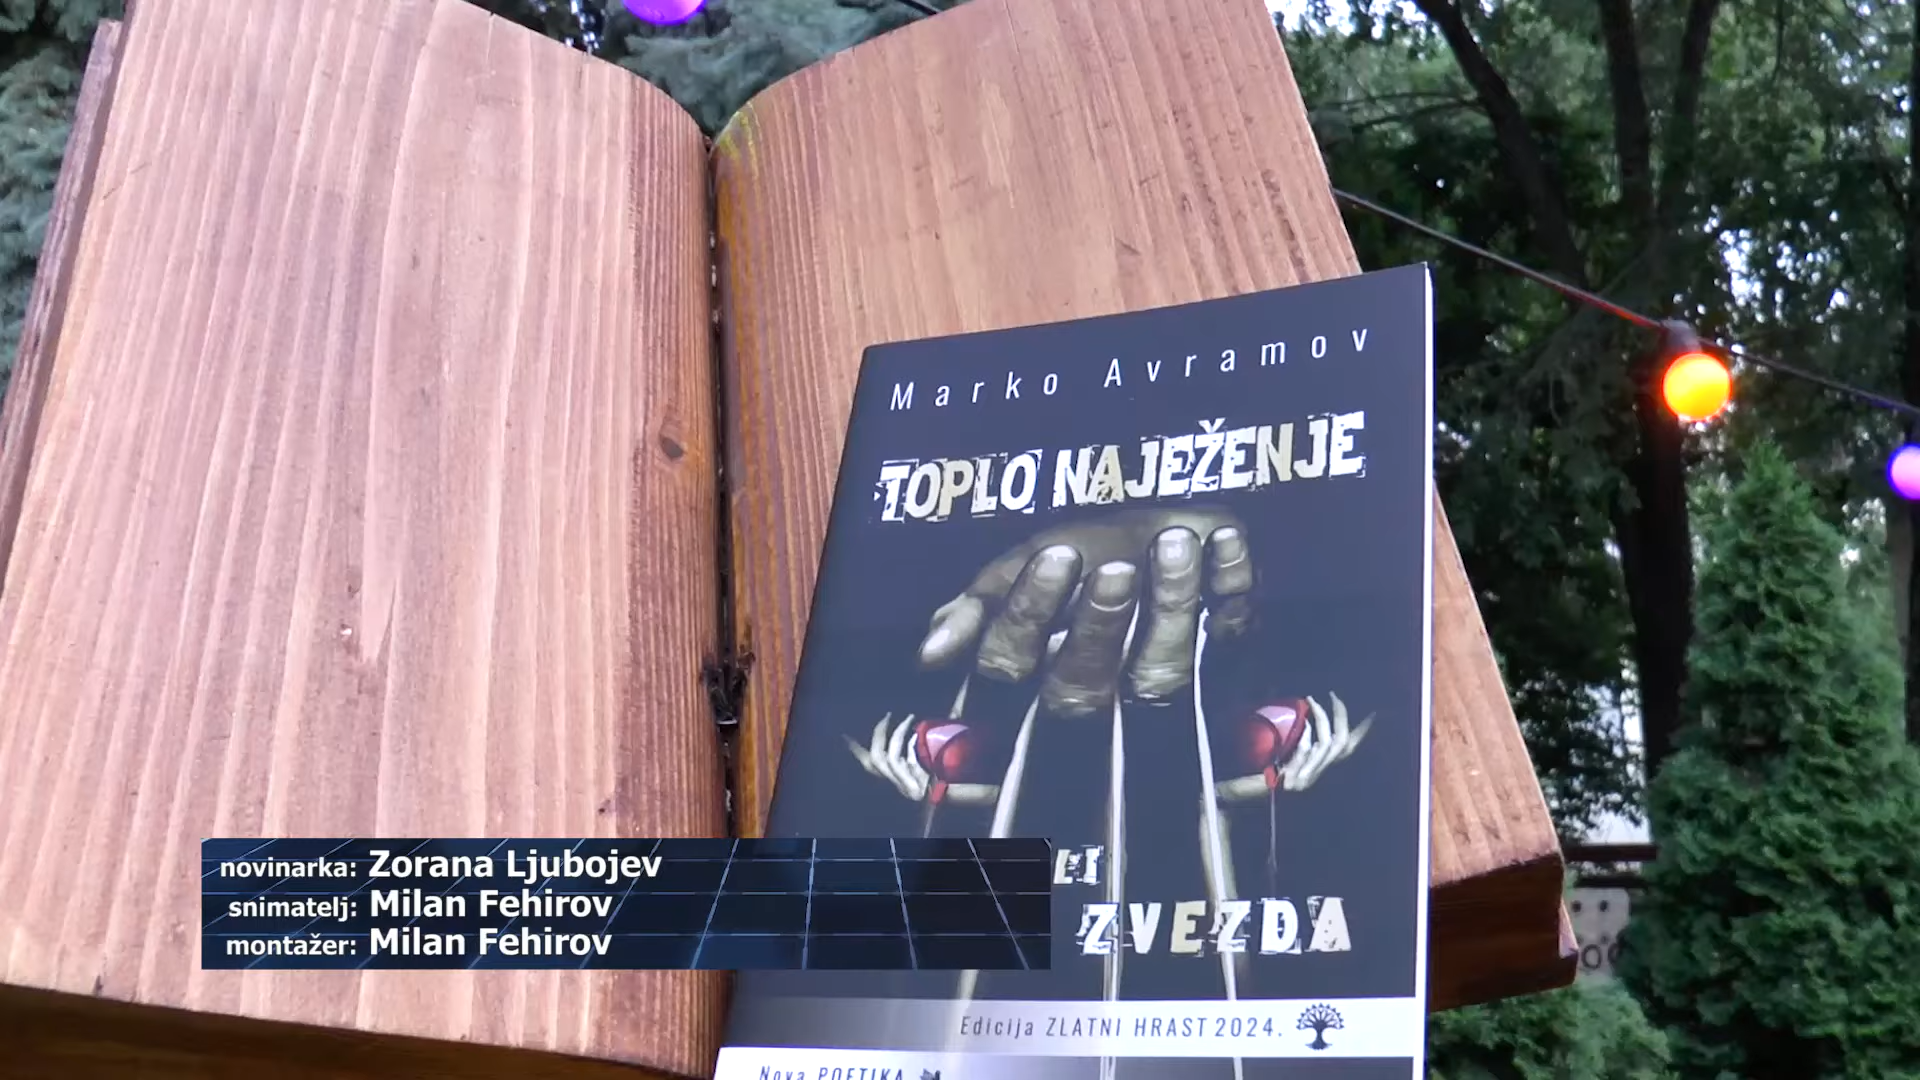 Marko Avramov
TOPLO NAJEŽENJE
LI
ZVEZDA
Edicija ZLATNI HRAST 2024.
Nova POETIKA
novinarka: Zorana Ljubojev
snimatelj: Milan Fehirov
montažer: Milan Fehirov